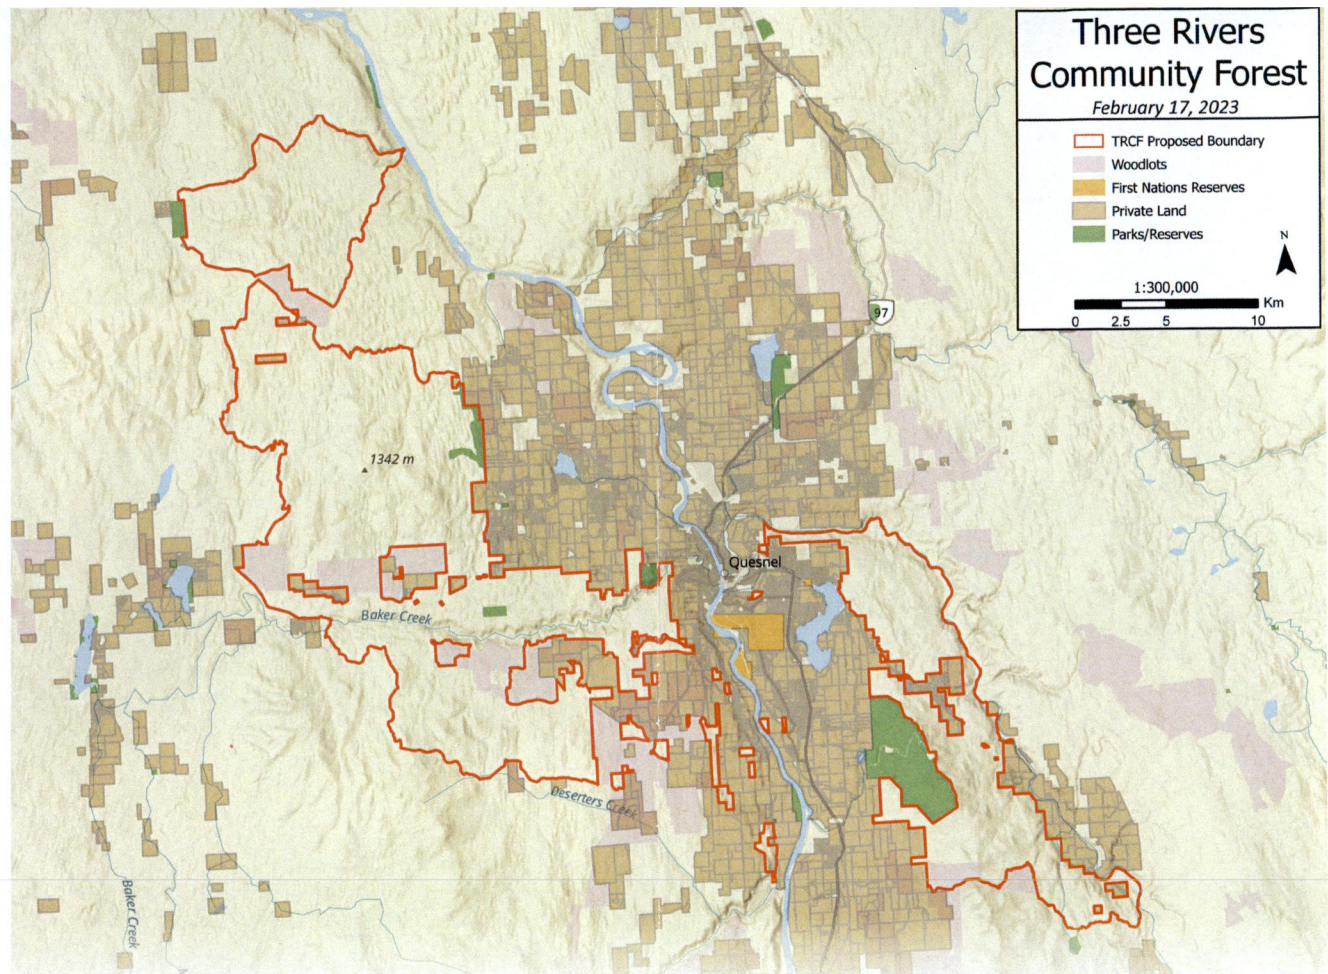 Three Rivers
Community Forest
February 17, 2023
TRCF Proposed Boundary
Woodlots
First Nations Reserves
Private Land
Parks/Reserves
N
1:300,000
Km
0 2.5 5 10
97
1342 m
Quesnel
Baker Creek
Deserters Creek
Baker Creek